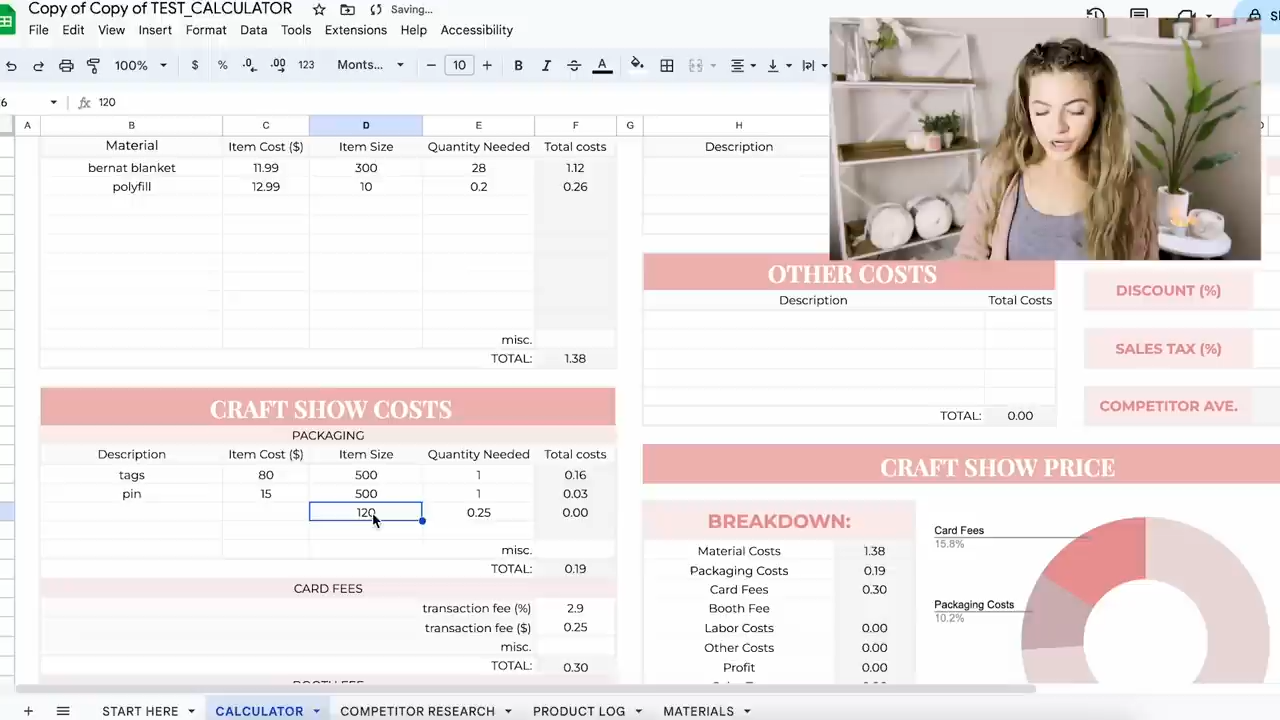 Copy of Copy of TEST_CALCULATOR Saving...
File Edit View Insert Format Data Tools Extensions Help Accessibility
100% $ % .0 .00 123 Monts... 10 B I A
120
A B C D E F G H
Material Item Cost ($) Item Size Quantity Needed Total costs Description
bernat blanket 11.99 300 28 1.12
polyfill 12.99 10 0.2 0.26
misc.
TOTAL: 1.38
OTHER COSTS
Description Total Costs
TOTAL: 0.00
DISCOUNT (%)
SALES TAX (%)
COMPETITOR AVE.
CRAFT SHOW COSTS
PACKAGING
Description Item Cost ($) Item Size Quantity Needed Total costs
tags 80 500 1 0.16
pin 15 500 1 0.03
120 0.25 0.00
misc.
TOTAL: 0.19
CARD FEES
transaction fee (%) 2.9
transaction fee ($) 0.25
misc.
TOTAL: 0.30
CRAFT SHOW PRICE
BREAKDOWN:
Material Costs 1.38
Packaging Costs 0.19
Card Fees 0.30
Booth Fee
Labor Costs 0.00
Other Costs 0.00
Profit 0.00
Card Fees
15.8%
Packaging Costs
10.2%
START HERE CALCULATOR COMPETITOR RESEARCH PRODUCT LOG MATERIALS